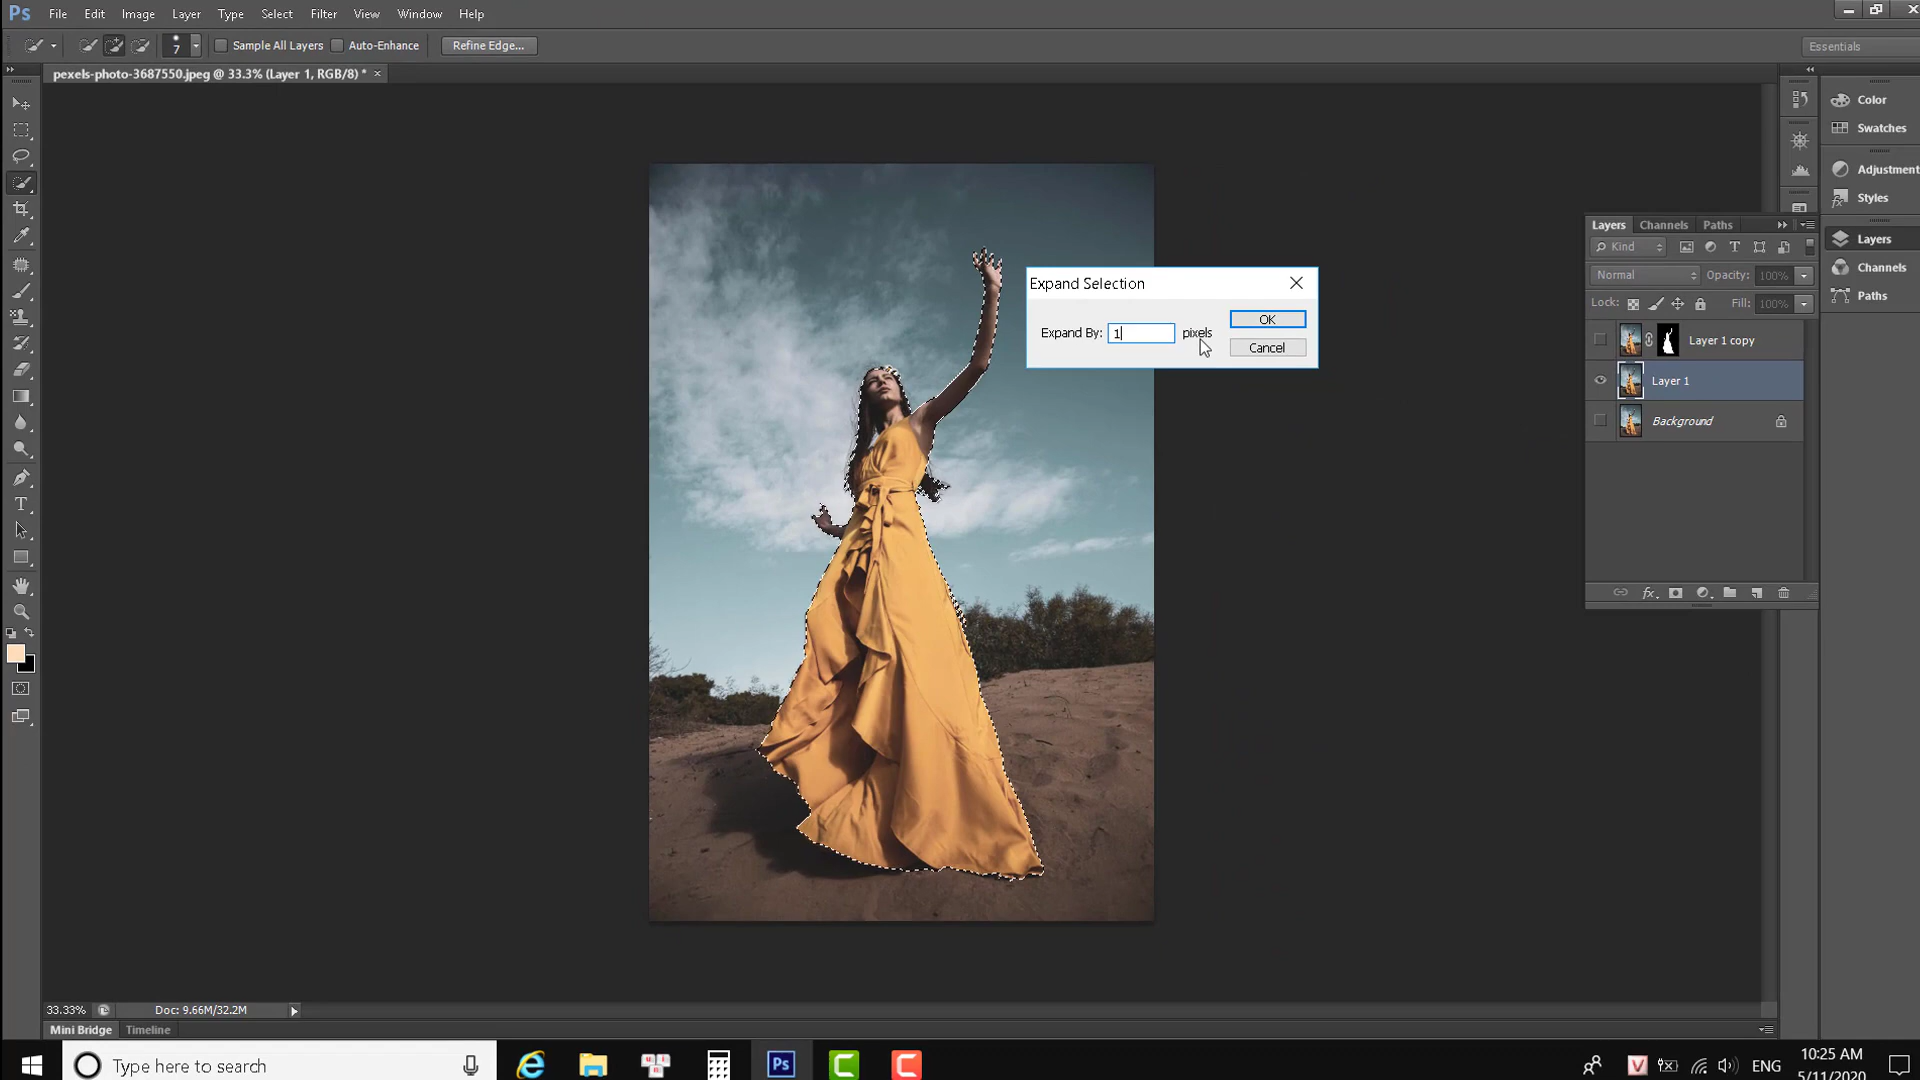 Ps File Edit Image Layer Type Select Filter View Window Help
7 Sample All Layers Auto-Enhance Refine Edge... Essentials
pexels-photo-3687550.jpeg @ 33.3% (Layer 1, RGB/8) * ×
Color
Swatches
Adjustment
Styles
Layers
Channels
Paths
Layers Channels Paths
Kind
Normal Opacity: 100%
Lock: Fill: 100%
Layer 1 copy
Layer 1
Background
fx
Expand Selection
Expand By: 1 pixels
OK
Cancel
33.33% Doc: 9.66M/32.2M
Mini Bridge Timeline
Type here to search
Ps
ENG
10:25 AM
5/11/2020